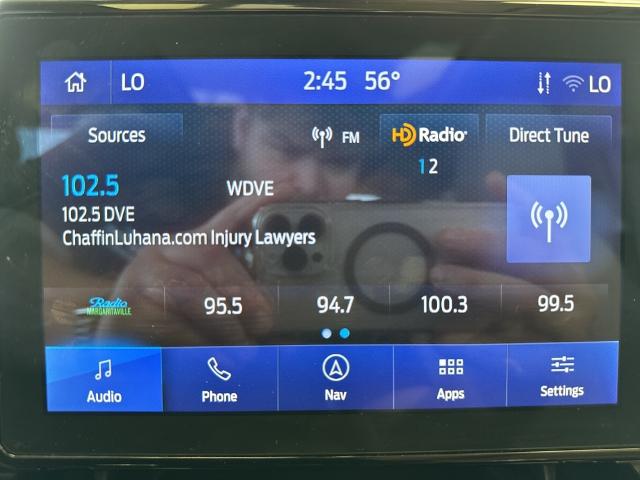 LO 2:45 56° LO
Sources FM HD Radio Direct Tune
1 2
102.5 WDVE
102.5 DVE
ChaffinLuhana.com Injury Lawyers
Radio
MARGARITAVILLE
95.5 94.7 100.3 99.5
Audio Phone Nav Apps Settings